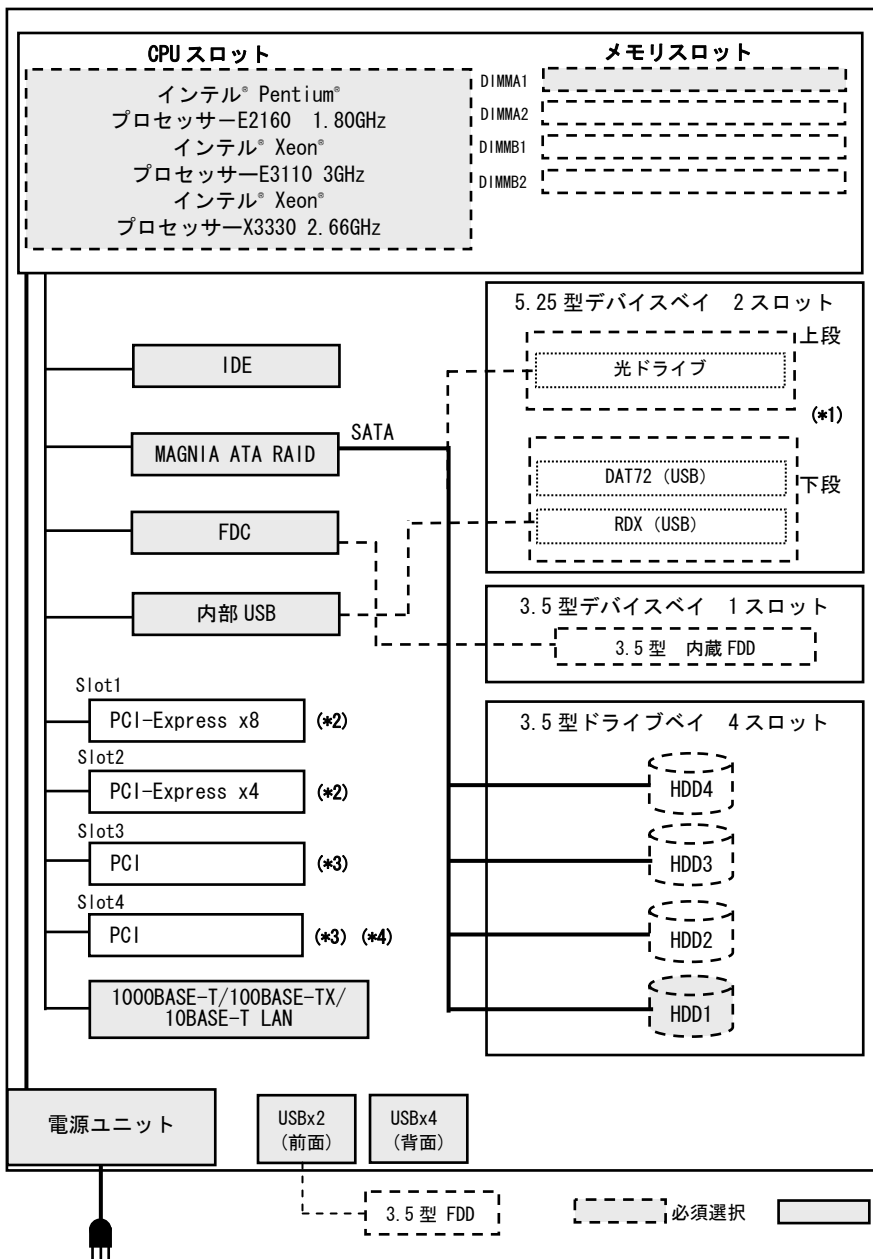 CPU スロット
メモリスロット
インテル® Pentium®
プロセッサーE2160 1.80GHz
インテル® Xeon®
プロセッサーE3110 3GHz
インテル® Xeon®
プロセッサーX3330 2.66GHz
DIMMA1
DIMMA2
DIMMB1
DIMMB2
5.25 型デバイスベイ 2 スロット
上段
光ドライブ
(*1)
DAT72 (USB)
下段
RDX (USB)
IDE
MAGNIA ATA RAID
SATA
FDC
内部 USB
3.5 型デバイスベイ 1 スロット
3.5 型 内蔵 FDD
Slot1
PCI-Express x8 (*2)
Slot2
PCI-Express x4 (*2)
Slot3
PCI (*3)
Slot4
PCI (*3) (*4)
1000BASE-T/100BASE-TX/
10BASE-T LAN
3.5 型ドライブベイ 4 スロット
HDD4
HDD3
HDD2
HDD1
電源ユニット
USBx2
(前面)
USBx4
(背面)
3.5 型 FDD
必須選択